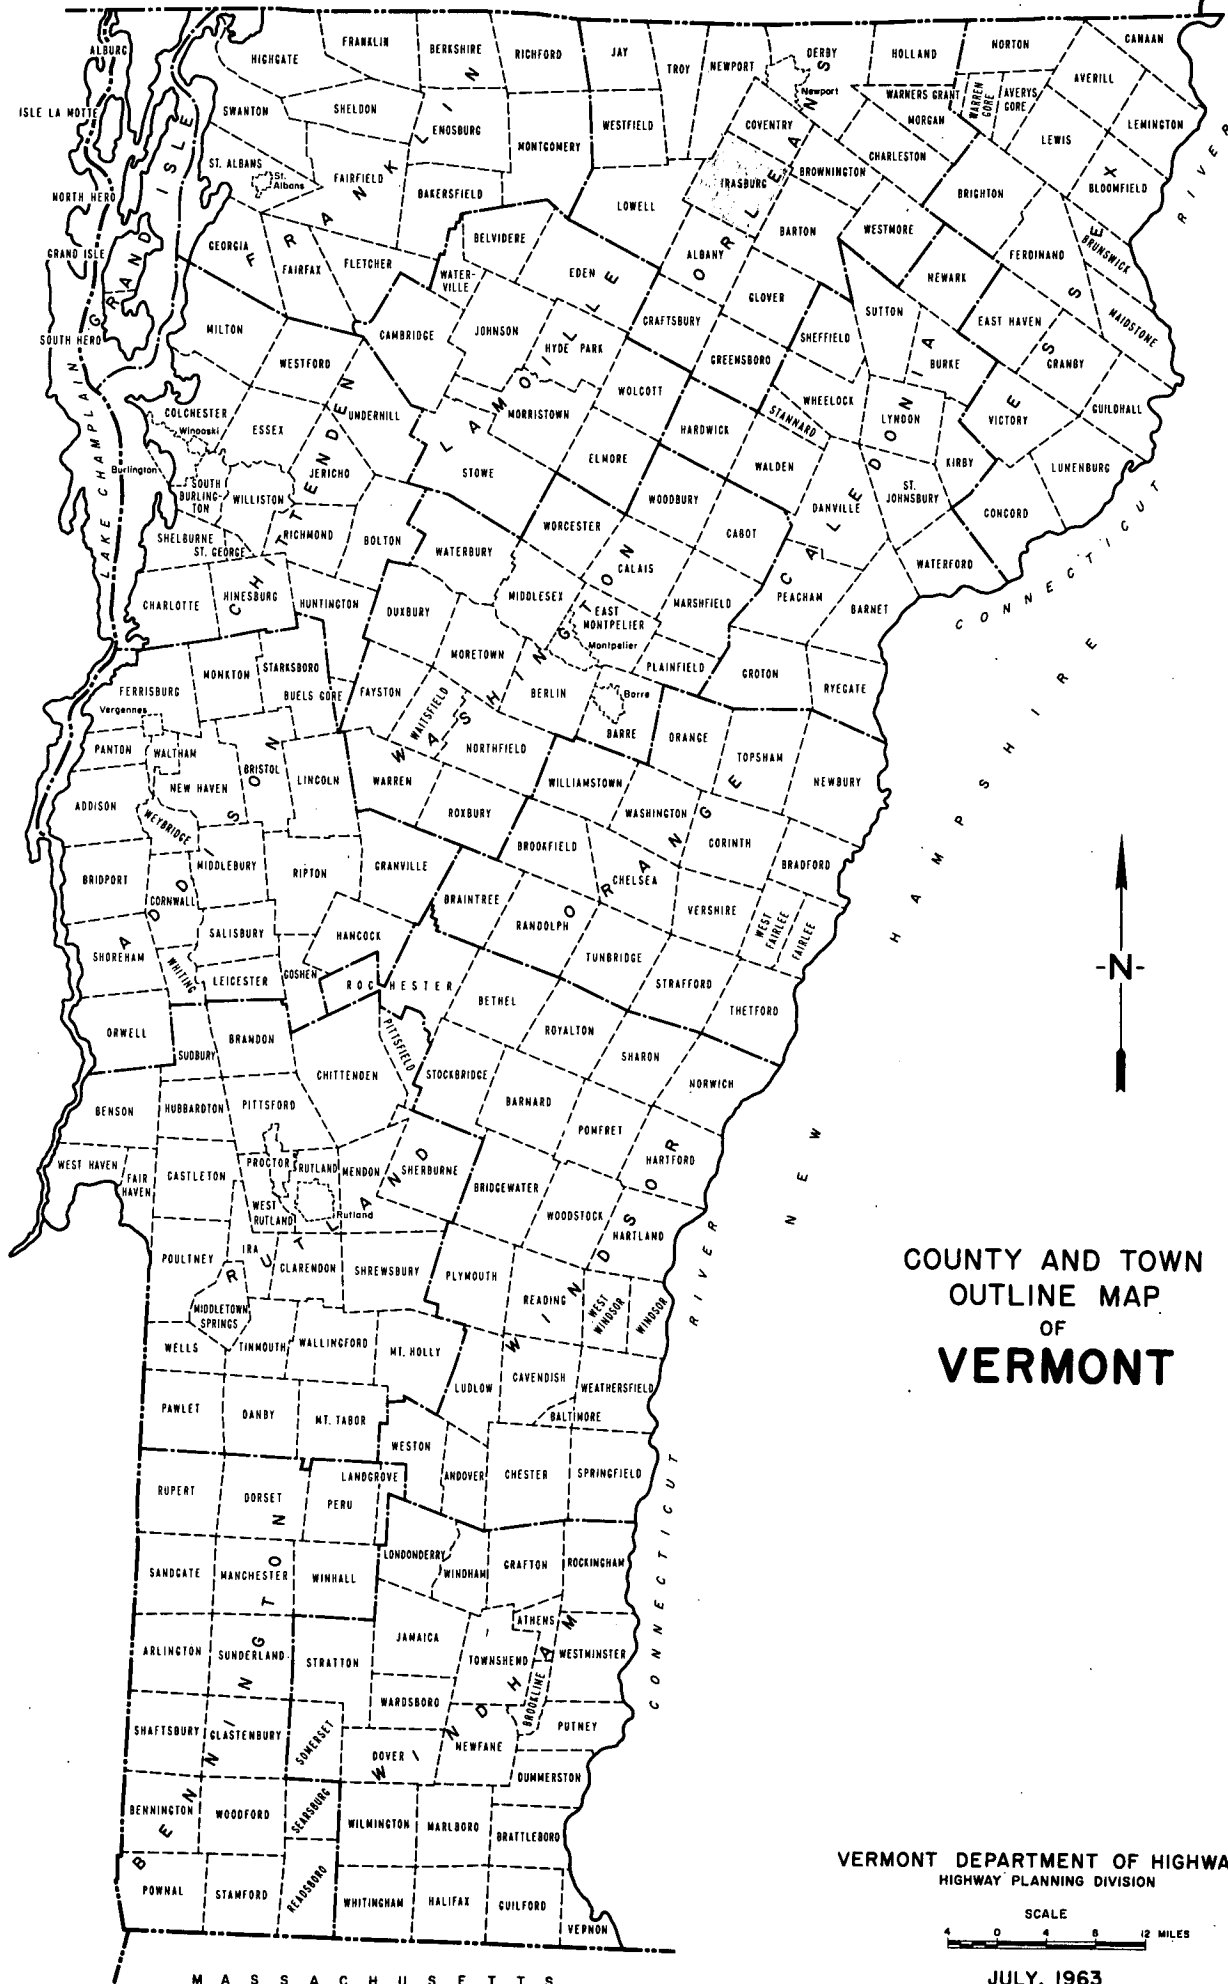 ALBURG
FRANKLIN
BERKSHIRE
RICHFORD
JAY
TROY
NEWPORT
DERBY
HOLLAND
NORTON
CANAAN
HIGHGATE
AVERILL
Newport
ISLE LA MOTTE
SWANTON
SHELDON
ENOSBURG
WESTFIELD
WARNERS GRANT
WARREN GORE
AVERYS GORE
LEMINGTON
COVENTRY
MORGAN
LEWIS
MONTGOMERY
ST. ALBANS
St. Albans
FAIRFIELD
CHARLESTON
BROWNINGTON
IRASBURG
BLOOMFIELD
NORTH HERO
BAKERSFIELD
LOWELL
BRIGHTON
GRAND ISLE
GEORGIA
FAIRFAX
FLETCHER
BELVIDERE
BARTON
WESTMORE
BRUNSWICK
ALBANY
FERDINAND
WATER-
VILLE
EDEN
NEWARK
GLOVER
MAIDSTONE
SOUTH HERO
MILTON
CAMBRIDGE
JOHNSON
CRAFTSBURY
SUTTON
EAST HAVEN
SHEFFIELD
HYDE PARK
WESTFORD
GREENSBORO
BURKE
GRANBY
WOLCOTT
WHEELOCK
COLCHESTER
Winooski
ESSEX
UNDERHILL
MORRISTOWN
STANNARD
LYNDON
VICTORY
GUILDHALL
HARDWICK
Burlington
JERICHO
STOWE
ELMORE
WALDEN
KIRBY
LUNENBURG
SOUTH
BURLING-
TON
WILLISTON
WOODBURY
ST.
JOHNSBURY
DANVILLE
CONCORD
SHELBURNE
ST. GEORGE
RICHMOND
BOLTON
WATERBURY
WORCESTER
CABOT
WATERFORD
CALAIS
CHARLOTTE
HINESBURG
HUNTINGTON
DUXBURY
MIDDLESEX
MARSHFIELD
PEACHAM
BARNET
EAST
MONTPELIER
Montpelier
MORETOWN
PLAINFIELD
GROTON
RYEGATE
FERRISBURG
MONKTON
STARKSBORO
BUELS GORE
FAYSTON
WAITSFIELD
BERLIN
Barre
Vergennes
BARRE
ORANGE
PANTON
WALTHAM
NORTHFIELD
TOPSHAM
BRISTOL
LINCOLN
WARREN
WILLIAMSTOWN
NEWBURY
NEW HAVEN
ADDISON
WEYBRIDGE
ROXBURY
WASHINGTON
BROOKFIELD
CORINTH
MIDDLEBURY
RIPTON
GRANVILLE
BRADFORD
BRIDPORT
CHELSEA
CORNWALL
BRAINTREE
VERSHIRE
WEST FAIRLEE
FAIRLEE
SALISBURY
HANCOCK
RANDOLPH
SHOREHAM
WHITING
LEICESTER
GOSHEN
TUNBRIDGE
STRAFFORD
ROCHESTER
BETHEL
THETFORD
ORWELL
SUDBURY
BRANDON
PITTSFIELD
ROYALTON
SHARON
CHITTENDEN
STOCKBRIDGE
NORWICH
BENSON
HUBBARDTON
PITTSFORD
BARNARD
POMFRET
WEST HAVEN
FAIR
HAVEN
CASTLETON
PROCTOR
RUTLAND
MENDON
SHERBURNE
HARTFORD
BRIDGEWATER
WEST
RUTLAND
Rutland
WOODSTOCK
HARTLAND
POULTNEY
IRA
CLARENDON
SHREWSBURY
PLYMOUTH
READING
WEST WINDSOR
WINDSOR
MIDDLETOWN
SPRINGS
WELLS
TINMOUTH
WALLINGFORD
MT. HOLLY
LUDLOW
CAVENDISH
WEATHERSFIELD
PAWLET
DANBY
MT. TABOR
BALTIMORE
WESTON
ANDOVER
CHESTER
SPRINGFIELD
RUPERT
DORSET
LANDGROVE
PERU
LONDONDERRY
WINDHAM
GRAFTON
ROCKINGHAM
SANDGATE
MANCHESTER
WINHALL
ATHENS
ARLINGTON
SUNDERLAND
STRATTON
JAMAICA
TOWNSHEND
WESTMINSTER
BROOKLINE
WARDSBORO
SHAFTSBURY
GLASTENBURY
SOMERSET
DOVER
NEWFANE
PUTNEY
DUMMERSTON
BENNINGTON
WOODFORD
SEARSBURG
WILMINGTON
MARLBORO
BRATTLEBORO
POWNAL
STAMFORD
READSBORO
WHITINGHAM
HALIFAX
GUILFORD
VERNON
GRAND ISLE
FRANKLIN
ORLEANS
ESSEX
LAMOILLE
CHITTENDEN
CALEDONIA
WASHINGTON
ADDISON
ORANGE
RUTLAND
WINDSOR
BENNINGTON
WINDHAM
LAKE CHAMPLAIN
CONNECTICUT
RIVER
NEW HAMPSHIRE
RIVER
CONNECTICUT
MASSACHUSETTS
-N-
COUNTY AND TOWN
OUTLINE MAP
OF
VERMONT
VERMONT DEPARTMENT OF HIGHWA
HIGHWAY PLANNING DIVISION
SCALE
4 0 4 8 12 MILES
JULY, 1963